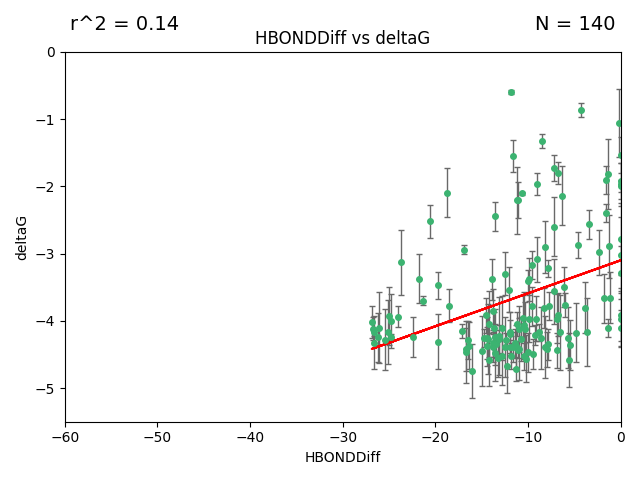 r^2 = 0.14
N = 140
HBONDDiff vs deltaG
0
−1
−2
−3
−4
−5
deltaG
−60
−50
−40
−30
−20
−10
0
HBONDDiff